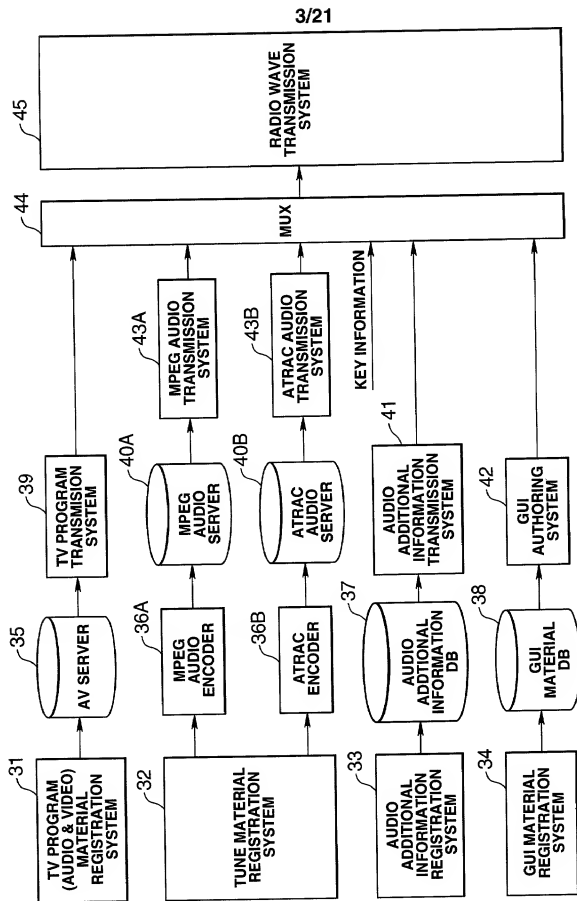 3/21
31
TV PROGRAM
(AUDIO & VIDEO)
MATERIAL
REGISTRATION
SYSTEM
35
AV SERVER
39
TV PROGRAM
TRANSMISION
SYSTEM
32
TUNE MATERIAL
REGISTRATION
SYSTEM
36A
MPEG AUDIO
ENCODER
40A
MPEG
AUDIO
SERVER
43A
MPEG AUDIO
TRANSMISSION
SYSTEM
36B
ATRAC
ENCODER
40B
ATRAC
AUDIO
SERVER
43B
ATRAC AUDIO
TRANSMISSION
SYSTEM
KEY INFORMATION
33
AUDIO
ADDITIONAL
INFORMATION
REGISTRATION
SYSTEM
37
AUDIO
ADDTIONAL
INFORMATION
DB
41
AUDIO
ADDITIONAL
INFORMATION
TRANSMISSION
SYSTEM
34
GUI MATERIAL
REGISTRATION
SYSTEM
38
GUI
MATERIAL
DB
42
GUI
AUTHORING
SYSTEM
44
MUX
45
RADIO WAVE
TRANSMISSION
SYSTEM